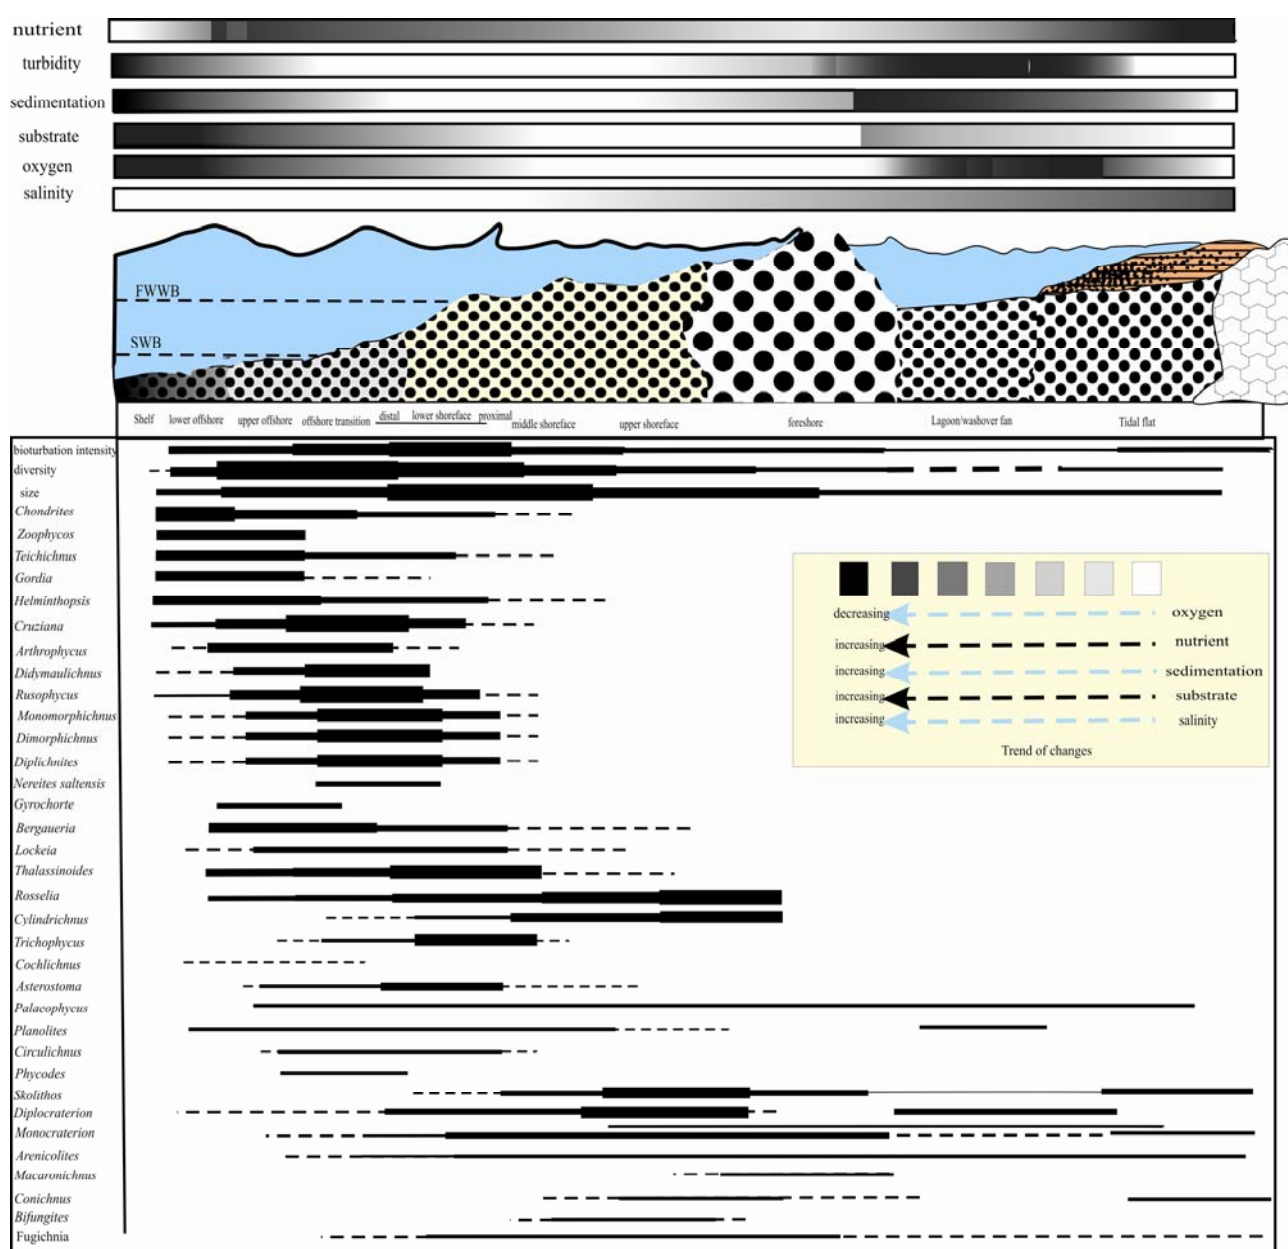 nutrient
turbidity
sedimentation
substrate
oxygen
salinity
FWWB
SWB
Shelf lower offshore upper offshore offshore transition distal lower shoreface proximal middle shoreface upper shoreface foreshore Lagoon/washover fan Tidal flat
bioturbation intensity
diversity
size
Chondrites
Zoophycos
Teichichnus
Gordia
Helminthopsis
Cruziana
Arthrophycus
Didymaulichnus
Rusophycus
Monomorphichnus
Dimorphichnus
Diplichnites
Nereites saltensis
Gyrochorte
Bergaueria
Lockeia
Thalassinoides
Rosselia
Cylindrichnus
Trichophycus
Cochlichnus
Asterostoma
Palaeophycus
Planolites
Circulichnus
Phycodes
Skolithos
Diplocraterion
Monocraterion
Arenicolites
Macaronichnus
Conichnus
Bifungites
Fugichnia
decreasing oxygen
increasing nutrient
increasing sedimentation
increasing substrate
increasing salinity
Trend of changes